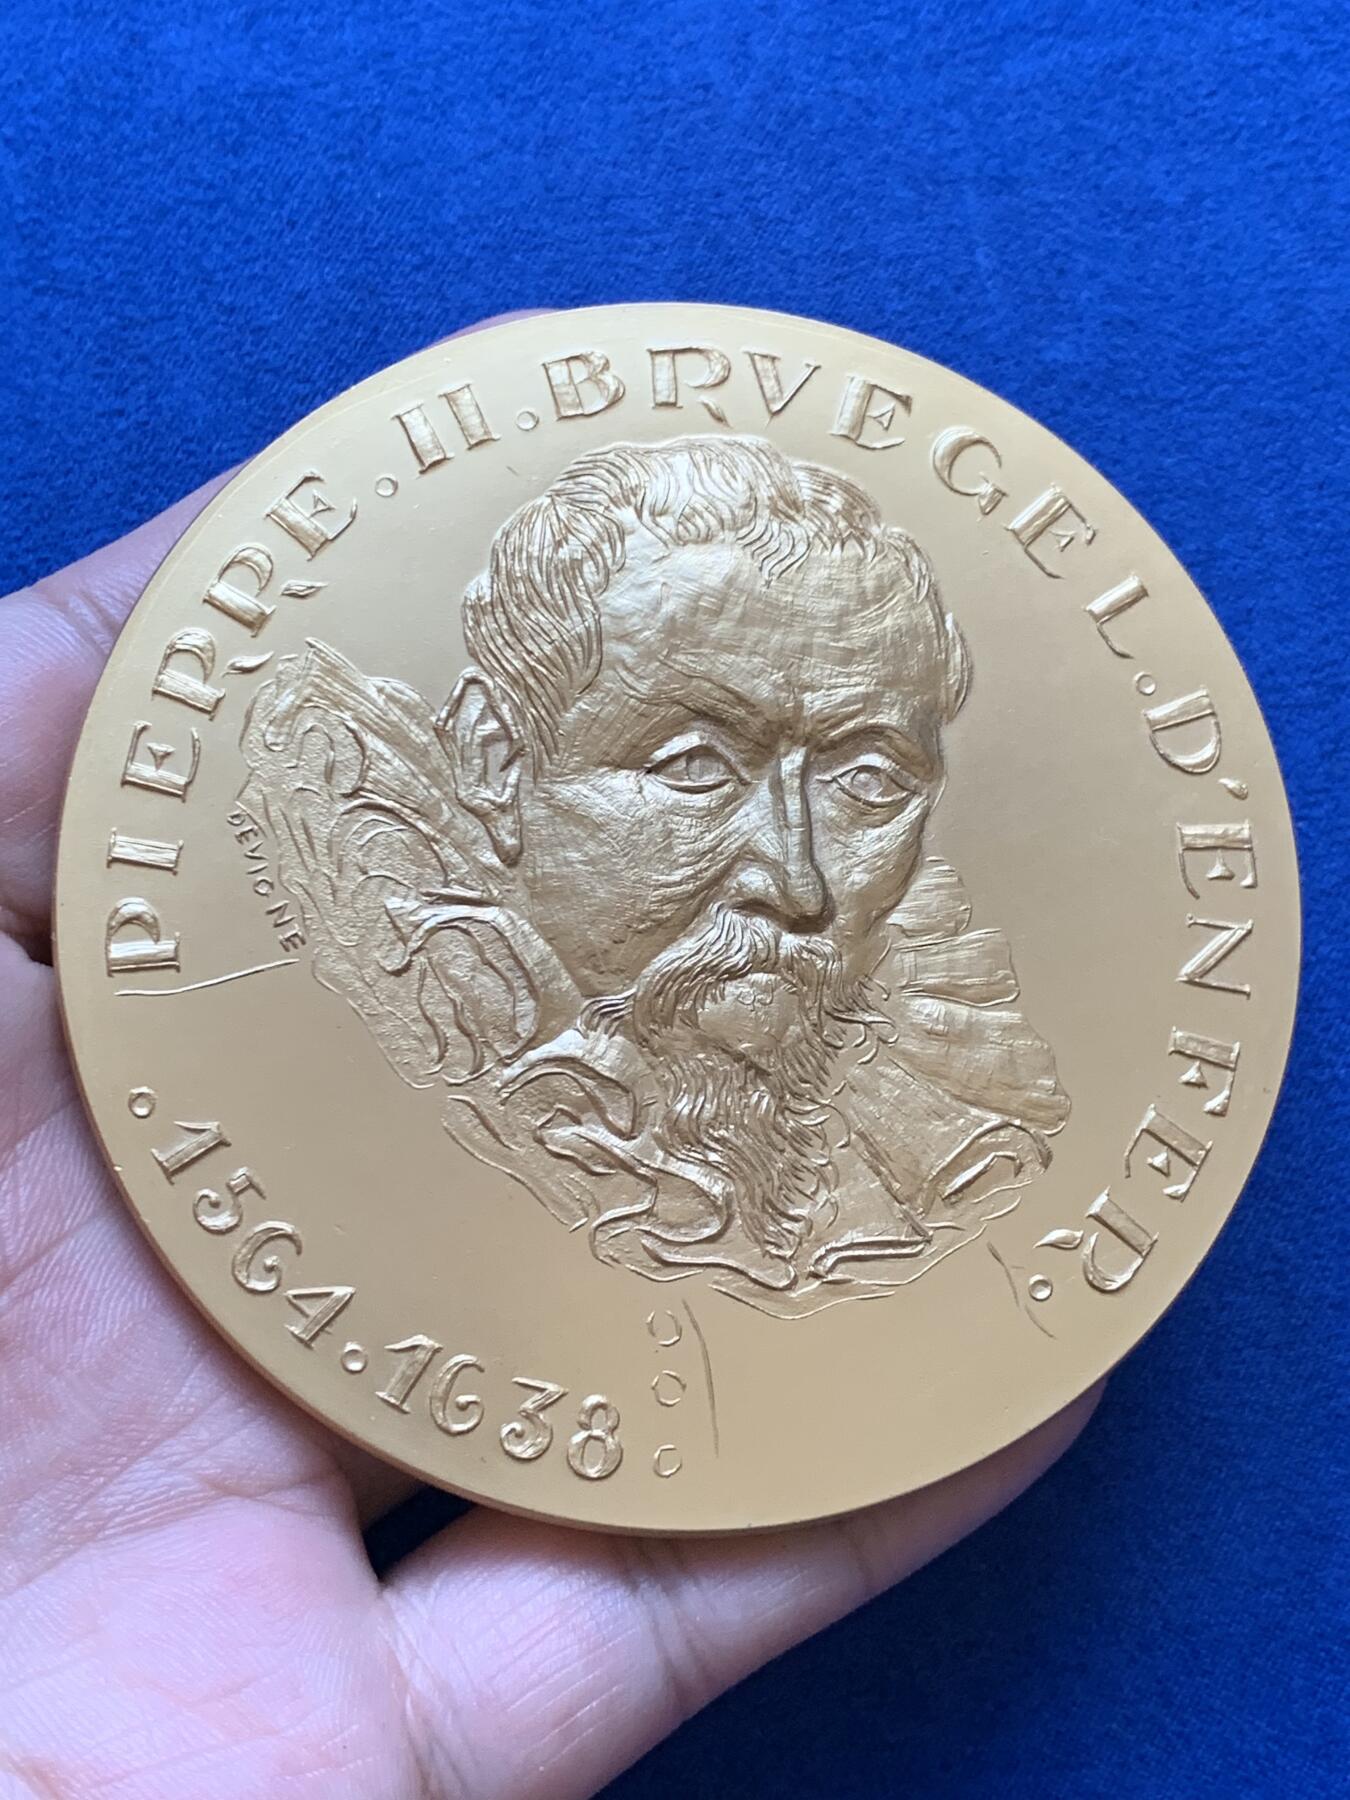 PIERRE.II.BRVEGEL.D'ENFER.
.1564.1638.
DEVIGNE